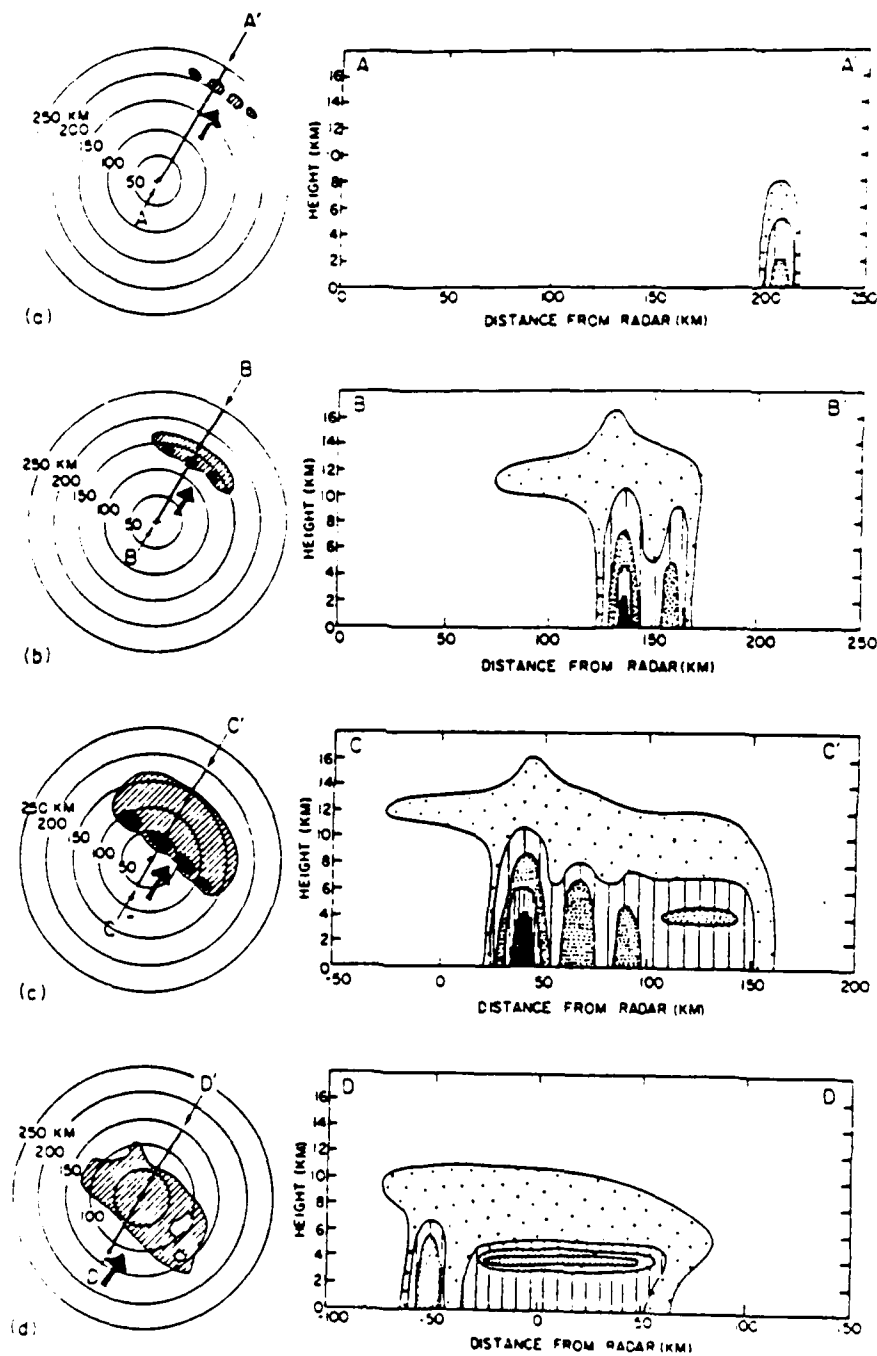 A'
250 KM
200
150
100
50
A
(a)
A
A'
HEIGHT (KM)
16
14
12
10
8
6
4
2
0
0 50 100 150 200 250
DISTANCE FROM RADAR (KM)
B
250 KM
200
150
100
50
B
(b)
B
B
HEIGHT (KM)
16
14
12
10
8
6
4
2
0
0 50 100 150 200 250
DISTANCE FROM RADAR (KM)
C'
250 KM
200
150
100
50
C
(c)
C
C'
HEIGHT (KM)
16
14
12
10
8
6
4
2
0
-50 0 50 100 150 200
DISTANCE FROM RADAR (KM)
D'
250 KM
200
150
100
D
(d)
D
D
HEIGHT (KM)
16
14
12
10
8
6
4
2
0
-100 -50 0 50 100 150
DISTANCE FROM RADAR (KM)